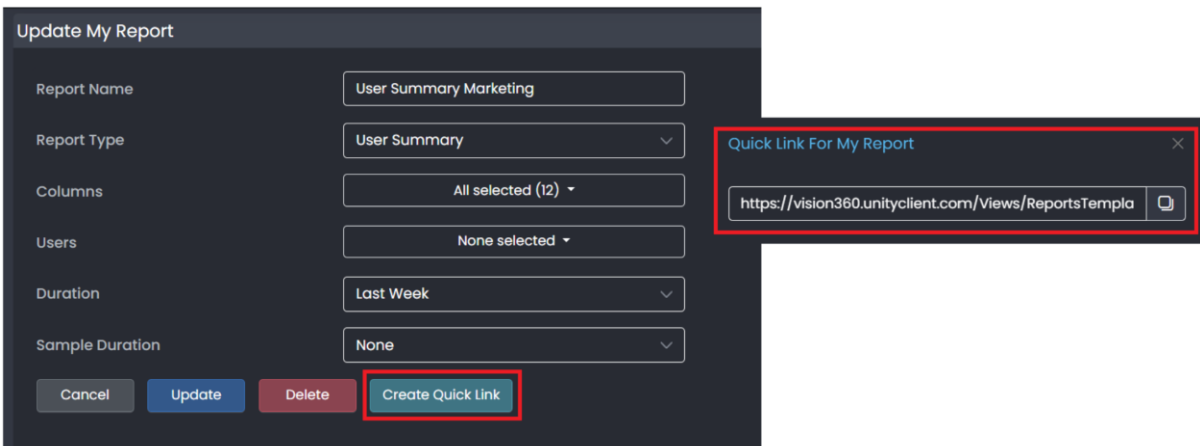 Update My Report
Report Name
User Summary Marketing
Report Type
User Summary
Columns
All selected (12)
Users
None selected
Duration
Last Week
Sample Duration
None
Cancel
Update
Delete
Create Quick Link
Quick Link For My Report
https://vision360.unityclient.com/Views/ReportsTempla